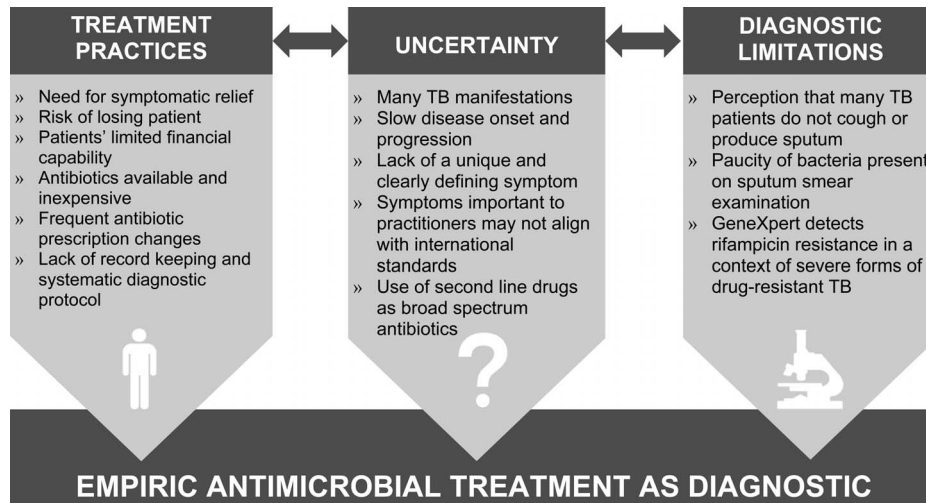 TREATMENT
PRACTICES
» Need for symptomatic relief
» Risk of losing patient
» Patients' limited financial
capability
» Antibiotics available and
inexpensive
» Frequent antibiotic
prescription changes
» Lack of record keeping and
systematic diagnostic
protocol
UNCERTAINTY
» Many TB manifestations
» Slow disease onset and
progression
» Lack of a unique and
clearly defining symptom
» Symptoms important to
practitioners may not align
with international
standards
» Use of second line drugs
as broad spectrum
antibiotics
?
DIAGNOSTIC
LIMITATIONS
» Perception that many TB
patients do not cough or
produce sputum
» Paucity of bacteria present
on sputum smear
examination
» GeneXpert detects
rifampicin resistance in a
context of severe forms of
drug-resistant TB
EMPIRIC ANTIMICROBIAL TREATMENT AS DIAGNOSTIC